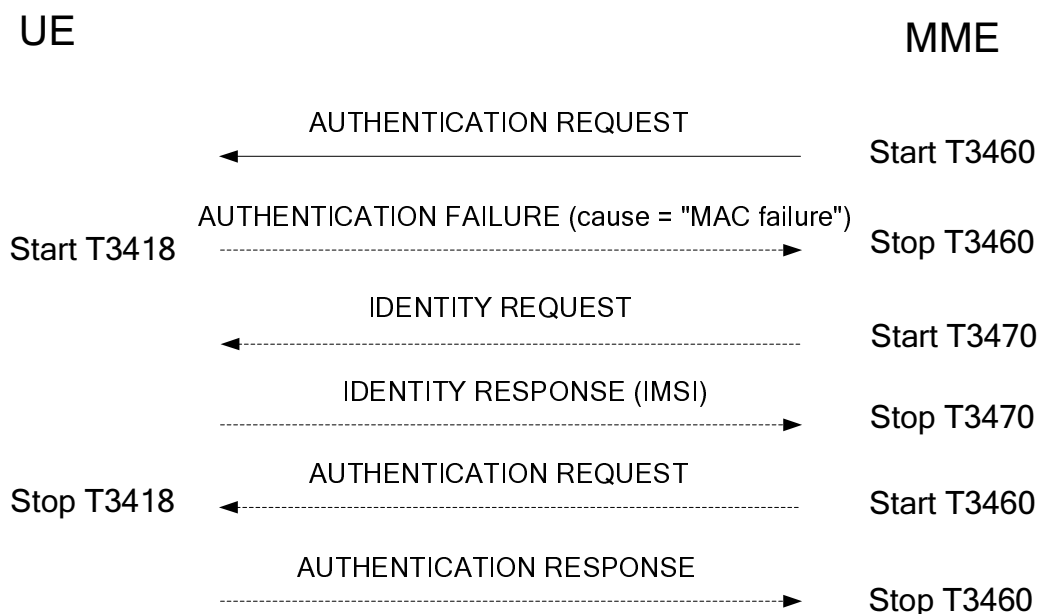 UE
MME
AUTHENTICATION REQUEST
Start T3460
AUTHENTICATION FAILURE (cause = "MAC failure")
Start T3418
Stop T3460
IDENTITY REQUEST
Start T3470
IDENTITY RESPONSE (IMSI)
Stop T3470
AUTHENTICATION REQUEST
Stop T3418
Start T3460
AUTHENTICATION RESPONSE
Stop T3460